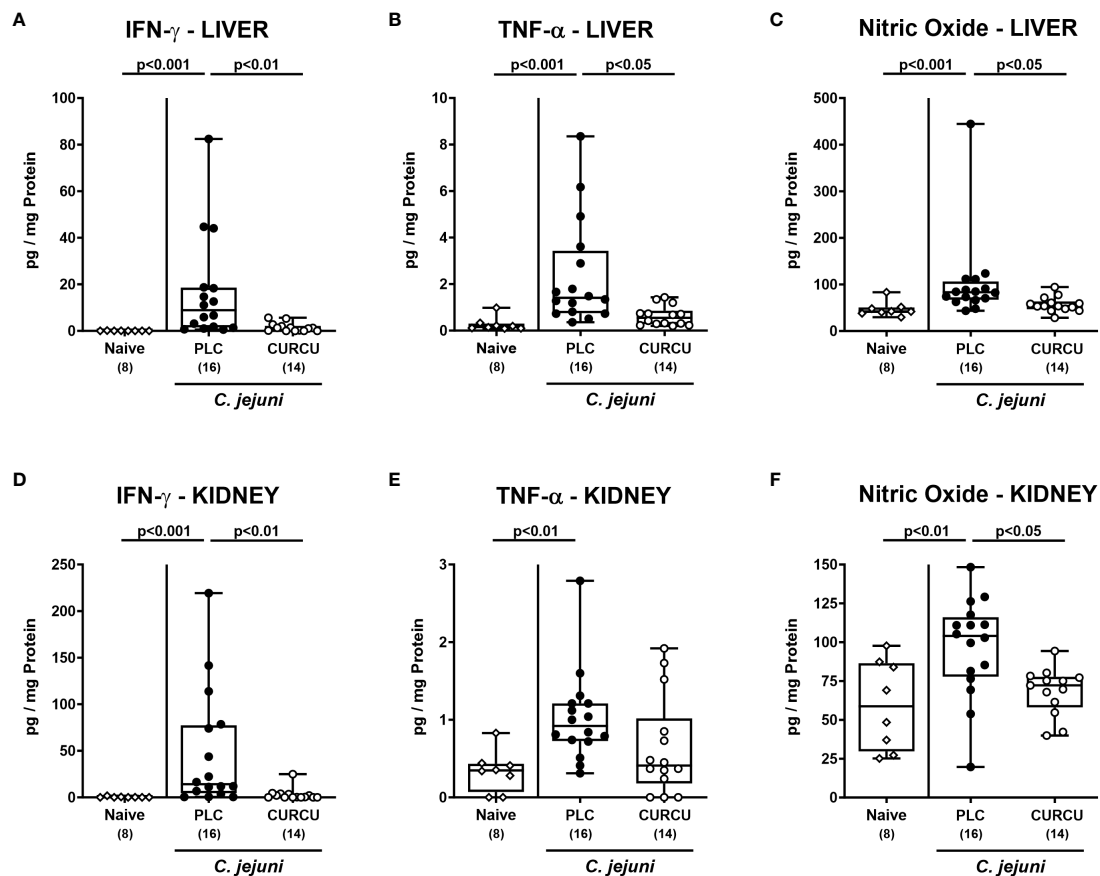 A
IFN-γ - LIVER
p<0.001 p<0.01
pg / mg Protein
100
80
60
40
20
0
Naive PLC CURCU
(8) (16) (14)
C. jejuni
B
TNF-α - LIVER
p<0.001 p<0.05
pg / mg Protein
10
8
6
4
2
0
Naive PLC CURCU
(8) (16) (14)
C. jejuni
C
Nitric Oxide - LIVER
p<0.001 p<0.05
pg / mg Protein
500
400
300
200
100
0
Naive PLC CURCU
(8) (16) (14)
C. jejuni
D
IFN-γ - KIDNEY
p<0.001 p<0.01
pg / mg Protein
250
200
150
100
50
0
Naive PLC CURCU
(8) (16) (14)
C. jejuni
E
TNF-α - KIDNEY
p<0.01
pg / mg Protein
3
2
1
0
Naive PLC CURCU
(8) (16) (14)
C. jejuni
F
Nitric Oxide - KIDNEY
p<0.01 p<0.05
pg / mg Protein
150
125
100
75
50
25
0
Naive PLC CURCU
(8) (16) (14)
C. jejuni